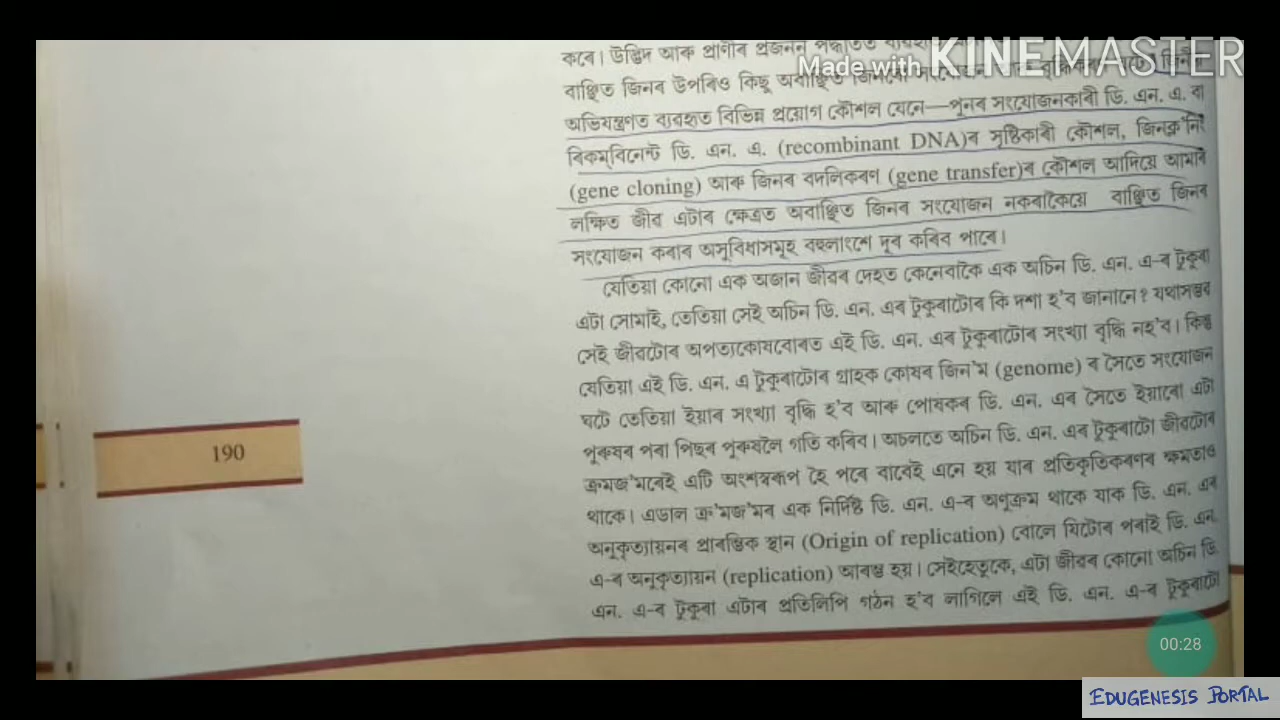 কৰে। উদ্ভিদ আৰু প্ৰাণীৰ প্ৰজনন পদ্ধতিত
Made with KINEMASTER
বাঞ্ছিত জিনৰ উপৰিও কিছু অবাঞ্ছিত
অভিযন্ত্ৰণত ব্যৱহৃত বিভিন্ন প্ৰয়োগ কৌশল যেনে—পুনৰ সংযোজনকাৰী ডি. এন. এ. বা
ৰিকম্বিনেন্ট ডি. এন. এ. (recombinant DNA)ৰ সৃষ্টিকাৰী কৌশল, জিনক্ল'নিং
(gene cloning) আৰু জিনৰ বদলিকৰণ (gene transfer)ৰ কৌশল আদিয়ে আমাৰ
লক্ষিত জীৱ এটাৰ ক্ষেত্ৰত অবাঞ্ছিত জিনৰ সংযোজন নকৰাকৈয়ে বাঞ্ছিত জিনৰ
সংযোজন কৰাৰ অসুবিধাসমূহ বহুলাংশে দূৰ কৰিব পাৰে।
যেতিয়া কোনো এক অজান জীৱৰ দেহত কেনেবাকৈ এক অচিন ডি. এন. এ-ৰ টুকুৰা
এটা সোমাই, তেতিয়া সেই অচিন ডি. এন. এৰ টুকুৰাটোৰ কি দশা হ'ব জানানে? যথাসম্ভৱ
সেই জীৱটোৰ অপত্যকোষবোৰত এই ডি. এন. এৰ টুকুৰাটোৰ সংখ্যা বৃদ্ধি নহ'ব। কিন্তু
যেতিয়া এই ডি. এন. এ টুকুৰাটোৰ গ্ৰাহক কোষৰ জিন'ম (genome) ৰ সৈতে সংযোজন
ঘটে তেতিয়া ইয়াৰ সংখ্যা বৃদ্ধি হ'ব আৰু পোষকৰ ডি. এন. এৰ সৈতে ইয়াৰো এটা
পুৰুষৰ পৰা পিছৰ পুৰুষলৈ গতি কৰিব। অচলতে অচিন ডি. এন. এৰ টুকুৰাটো জীৱটোৰ
ক্ৰমজ'মৰেই এটি অংশস্বৰূপ হৈ পৰে বাবেই এনে হয় যাৰ প্ৰতিকৃতিকৰণৰ ক্ষমতাও
থাকে। এডাল ক্ৰ'মজ'মৰ এক নিৰ্দিষ্ট ডি. এন. এ-ৰ অণুক্ৰম থাকে যাক ডি. এন. এৰ
অনুকৃত্যায়নৰ প্ৰাৰম্ভিক স্থান (Origin of replication) বোলে যিটোৰ পৰাই ডি. এন.
এ-ৰ অনুকৃত্যায়ন (replication) আৰম্ভ হয়। সেইহেতুকে, এটা জীৱৰ কোনো অচিন ডি.
এন. এ-ৰ টুকুৰা এটাৰ প্ৰতিলিপি গঠন হ'ব লাগিলে এই ডি. এন. এ-ৰ টুকুৰাটো
190
00:28
EDUGENESIS PORTAL